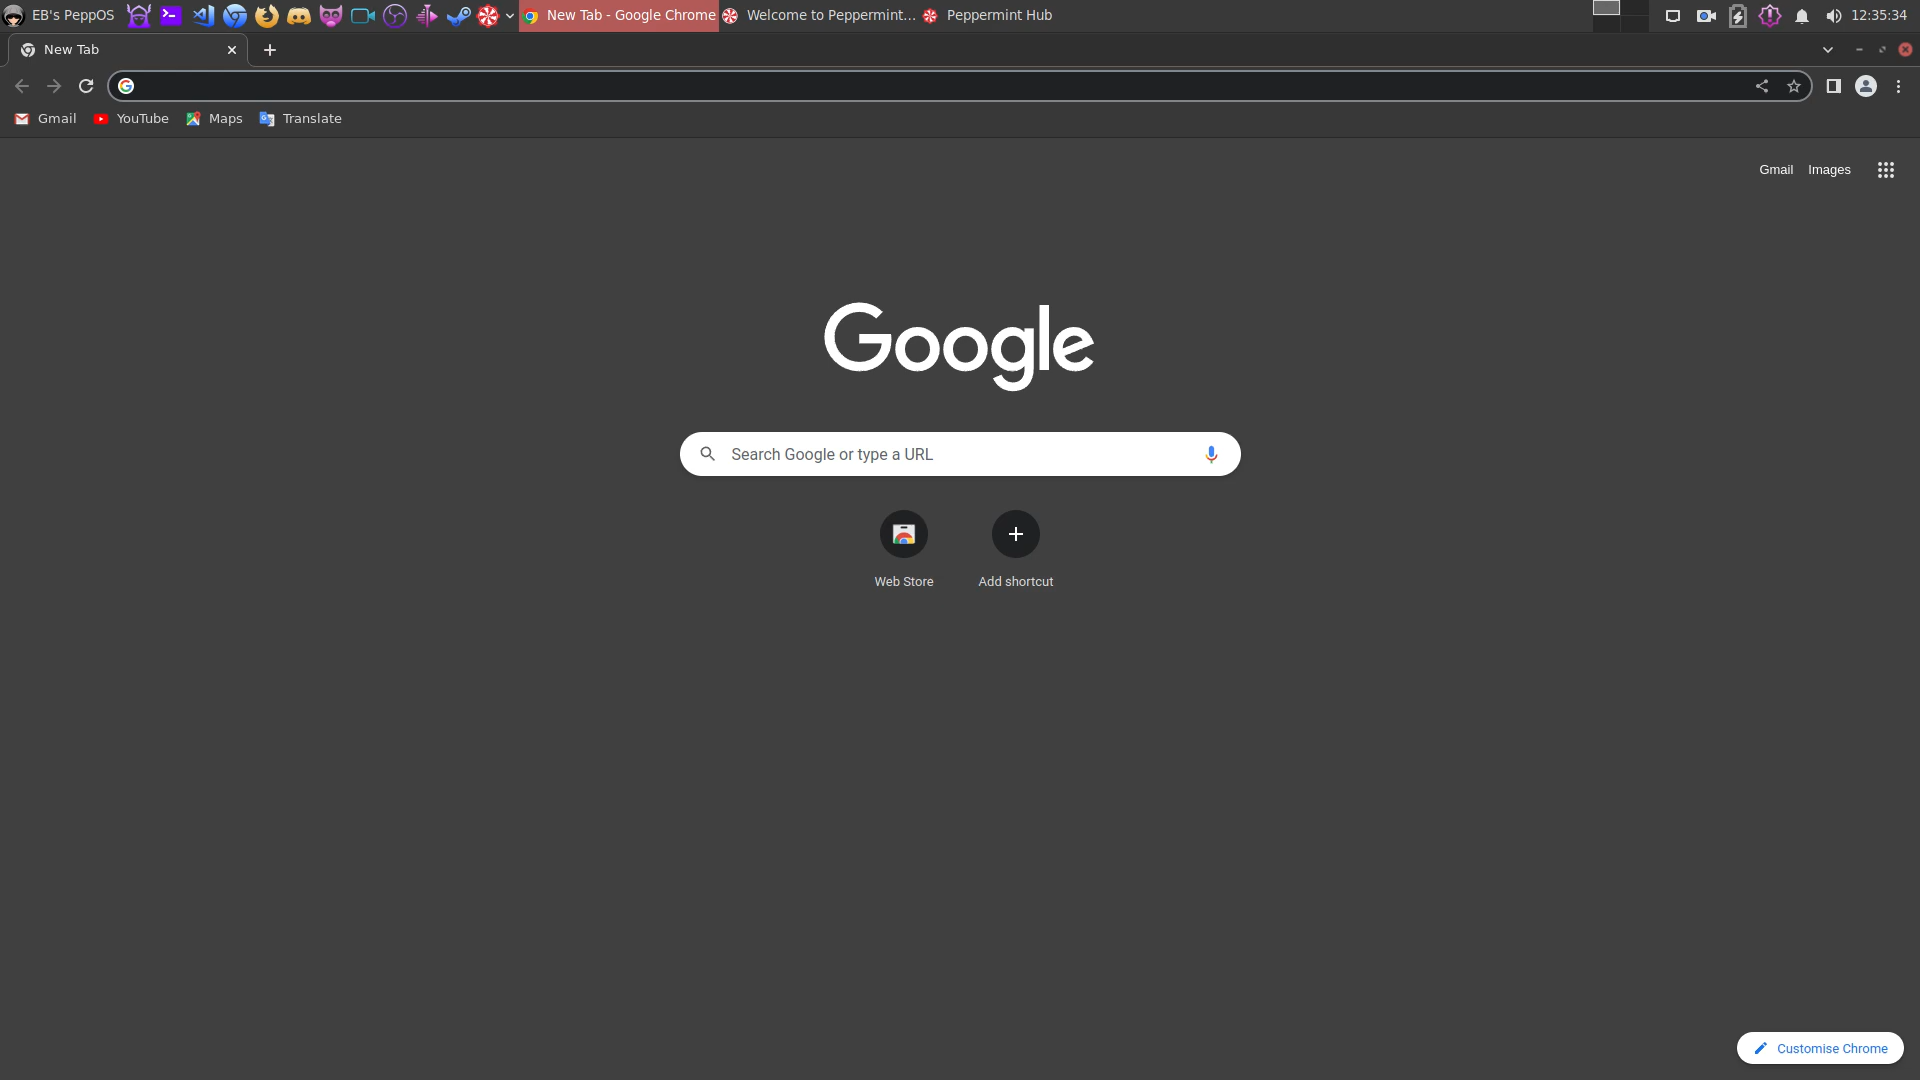 EB's PeppOS New Tab - Google Chrome Welcome to Peppermint... Peppermint Hub 12:35:34
New Tab
Gmail YouTube Maps Translate
Gmail Images
Google
Search Google or type a URL
Web Store Add shortcut
Customise Chrome